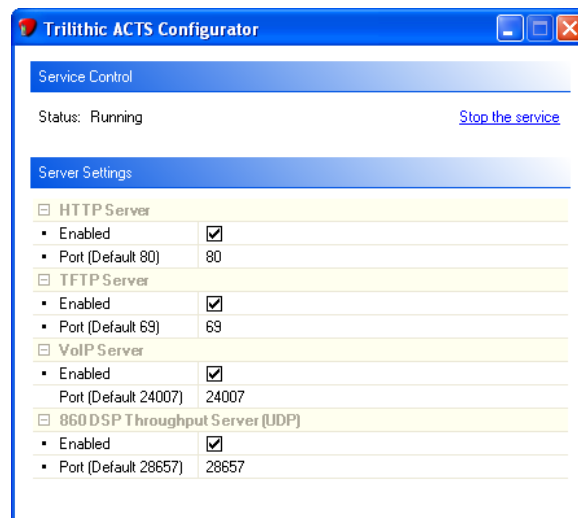 Trilithic ACTS Configurator
Service Control
Status: Running Stop the service
Server Settings
HTTP Server
Enabled
Port (Default 80) 80
TFTP Server
Enabled
Port (Default 69) 69
VoIP Server
Enabled
Port (Default 24007) 24007
860 DSP Throughput Server (UDP)
Enabled
Port (Default 28657) 28657